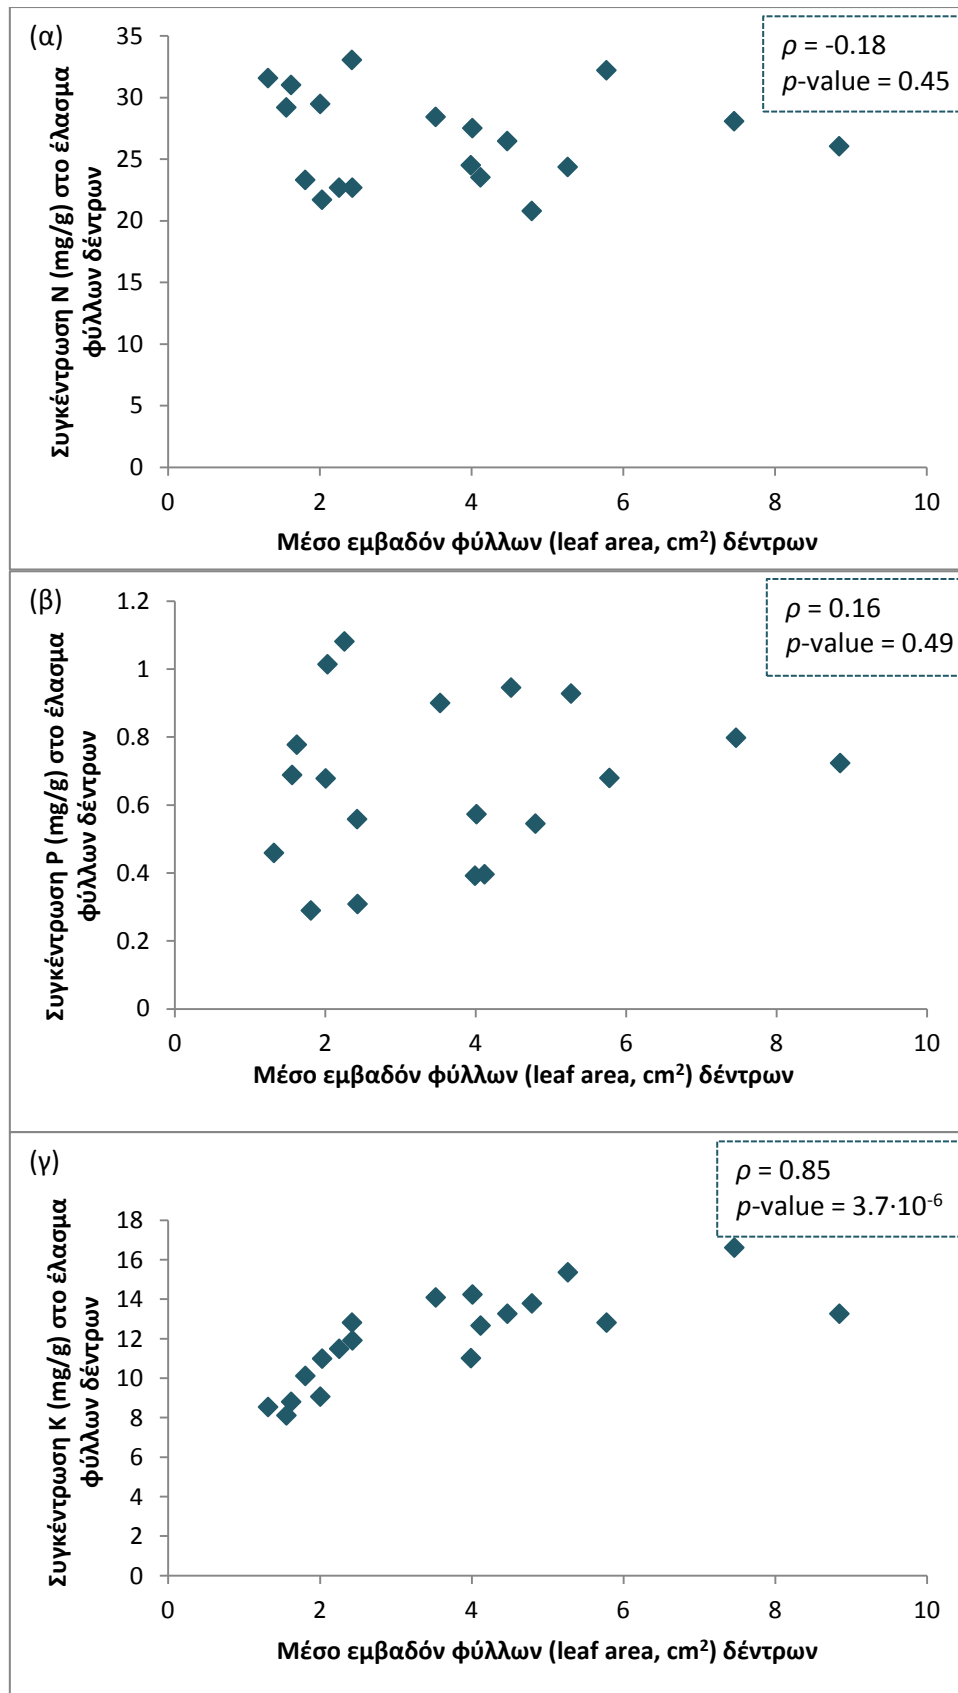 (α)
ρ = -0.18
p-value = 0.45
Συγκέντρωση N (mg/g) στο έλασμα
φύλλων δέντρων
35
30
25
20
15
10
5
0
0 2 4 6 8 10
Μέσο εμβαδόν φύλλων (leaf area, cm²) δέντρων
(β)
ρ = 0.16
p-value = 0.49
Συγκέντρωση P (mg/g) στο έλασμα
φύλλων δέντρων
1.2
1
0.8
0.6
0.4
0.2
0
0 2 4 6 8 10
Μέσο εμβαδόν φύλλων (leaf area, cm²) δέντρων
(γ)
ρ = 0.85
p-value = 3.7·10⁻⁶
Συγκέντρωση K (mg/g) στο έλασμα
φύλλων δέντρων
18
16
14
12
10
8
6
4
2
0
0 2 4 6 8 10
Μέσο εμβαδόν φύλλων (leaf area, cm²) δέντρων